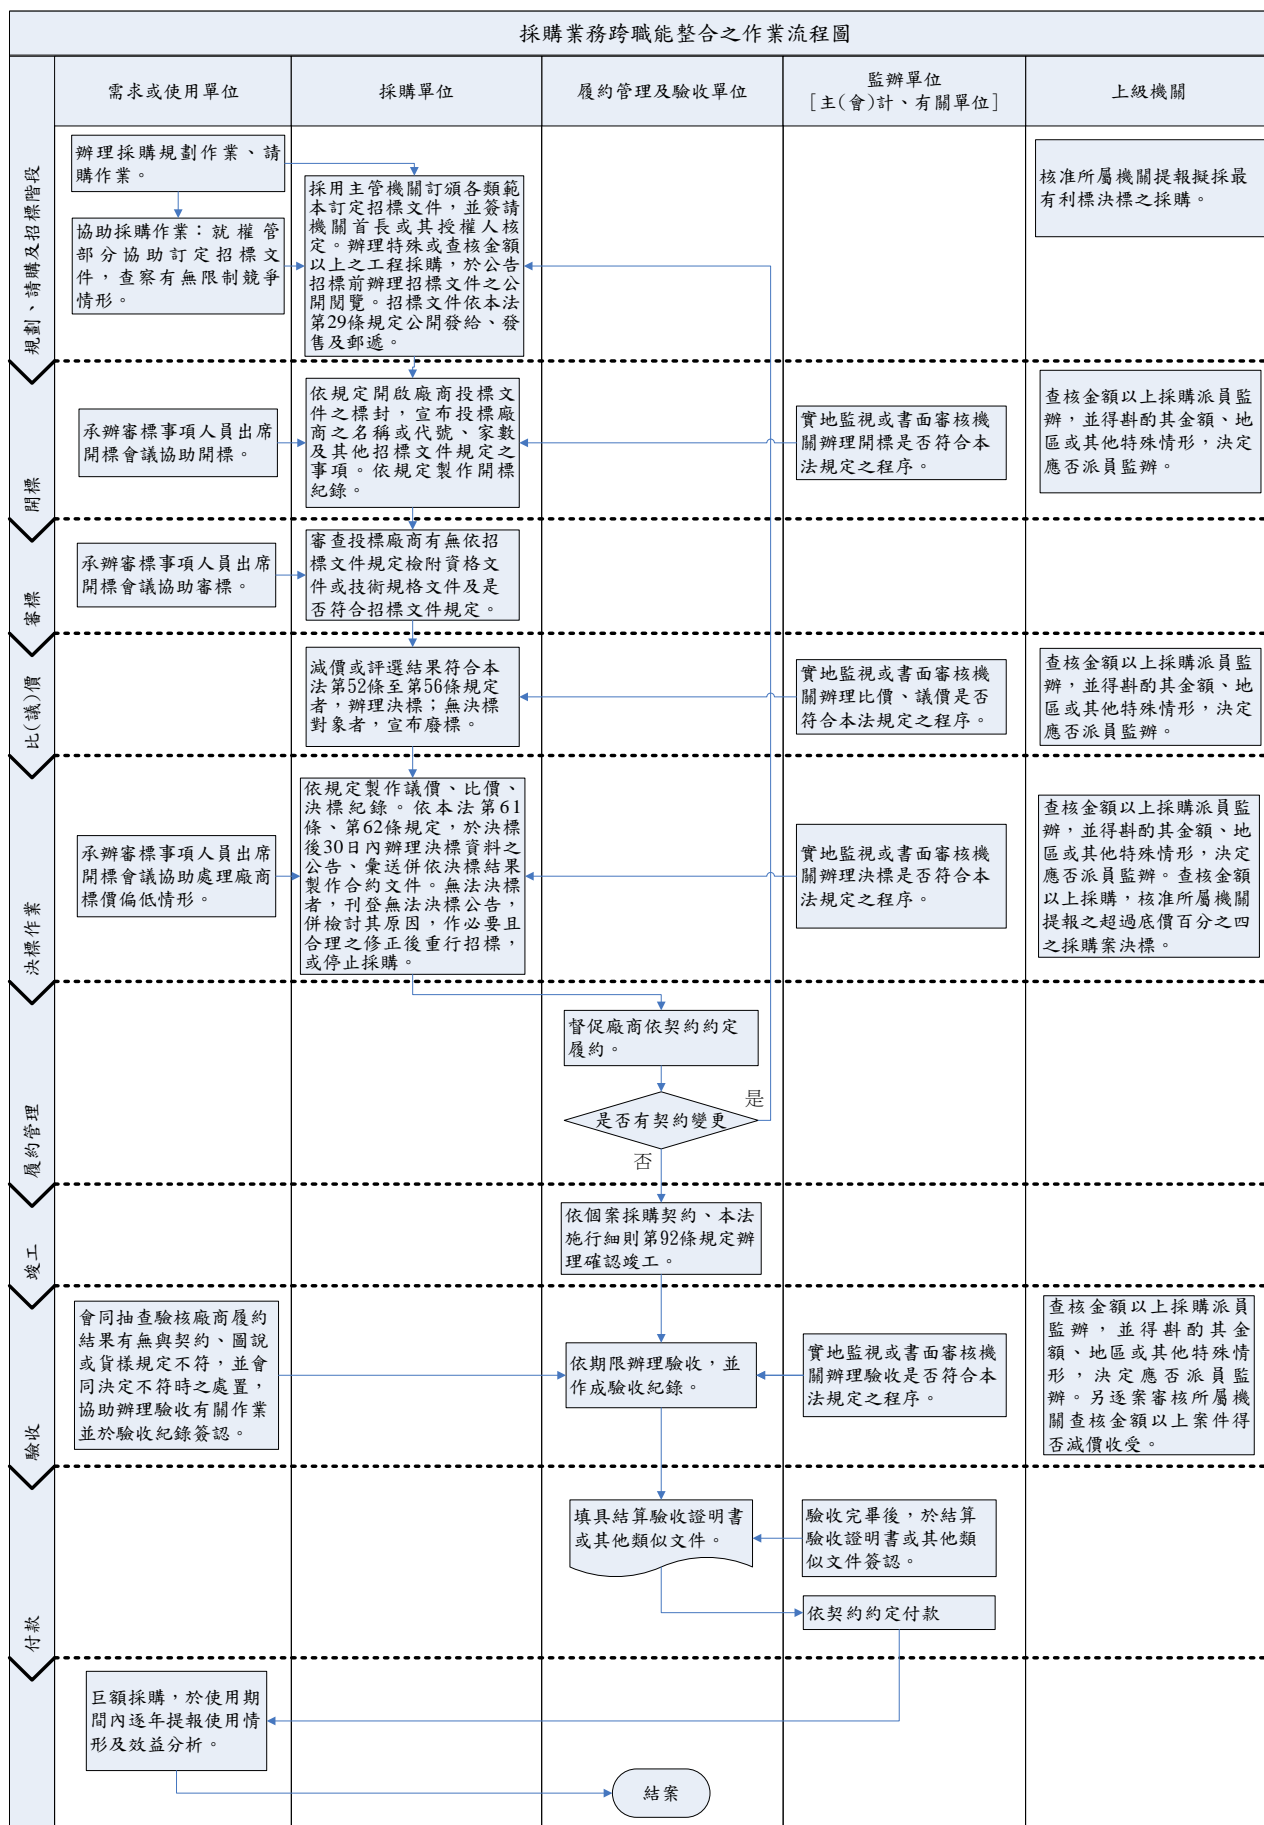 採購業務跨職能整合之作業流程圖
需求或使用單位
採購單位
履約管理及驗收單位
監辦單位
[主(會)計、有關單位]
上級機關
規劃、請購及招標階段
辦理採購規劃作業、請
購作業。
協助採購作業：就權管
部分協助訂定招標文
件，查察有無限制競爭
情形。
採用主管機關訂頒各類範
本訂定招標文件，並簽請
機關首長或其授權人核
定。辦理特殊或查核金額
以上之工程採購，於公告
招標前辦理招標文件之公
開閱覽。招標文件依本法
第29條規定公開發給、發
售及郵遞。
核准所屬機關提報擬採最
有利標決標之採購。
開標
承辦審標事項人員出席
開標會議協助開標。
依規定開啟廠商投標文
件之標封，宣布投標廠
商之名稱或代號、家數
及其他招標文件規定之
事項。依規定製作開標
紀錄。
實地監視或書面審核機
關辦理開標是否符合本
法規定之程序。
查核金額以上採購派員監
辦，並得斟酌其金額、地
區或其他特殊情形，決定
應否派員監辦。
審標
承辦審標事項人員出席
開標會議協助審標。
審查投標廠商有無依招
標文件規定檢附資格文
件或技術規格文件及是
否符合招標文件規定。
比(議)價
減價或評選結果符合本
法第52條至第56條規定
者，辦理決標；無決標
對象者，宣布廢標。
實地監視或書面審核機
關辦理比價、議價是否
符合本法規定之程序。
查核金額以上採購派員監
辦，並得斟酌其金額、地
區或其他特殊情形，決定
應否派員監辦。
決標作業
承辦審標事項人員出席
開標會議協助處理廠商
標價偏低情形。
依規定製作議價、比價、
決標紀錄。依本法第61
條、第62條規定，於決標
後30日內辦理決標資料之
公告、彙送併依決標結果
製作合約文件。無法決標
者，刊登無法決標公告，
併檢討其原因，作必要且
合理之修正後重行招標，
或停止採購。
實地監視或書面審核機
關辦理決標是否符合本
法規定之程序。
查核金額以上採購派員監
辦，並得斟酌其金額、地
區或其他特殊情形，決定
應否派員監辦。查核金額
以上採購，核准所屬機關
提報之超過底價百分之四
之採購案決標。
履約管理
督促廠商依契約約定
履約。
是否有契約變更
是
否
竣工
依個案採購契約、本法
施行細則第92條規定辦
理確認竣工。
驗收
會同抽查驗核廠商履約
結果有無與契約、圖說
或貨樣規定不符，並會
同決定不符時之處置，
協助辦理驗收有關作業
並於驗收紀錄簽認。
依期限辦理驗收，並
作成驗收紀錄。
實地監視或書面審核機
關辦理驗收是否符合本
法規定之程序。
查核金額以上採購派員
監辦，並得斟酌其金
額、地區或其他特殊情
形，決定應否派員監
辦。另逐案審核所屬機
關查核金額以上案件得
否減價收受。
付款
填具結算驗收證明書
或其他類似文件。
驗收完畢後，於結算
驗收證明書或其他類
似文件簽認。
依契約約定付款
巨額採購，於使用期
間內逐年提報使用情
形及效益分析。
結案